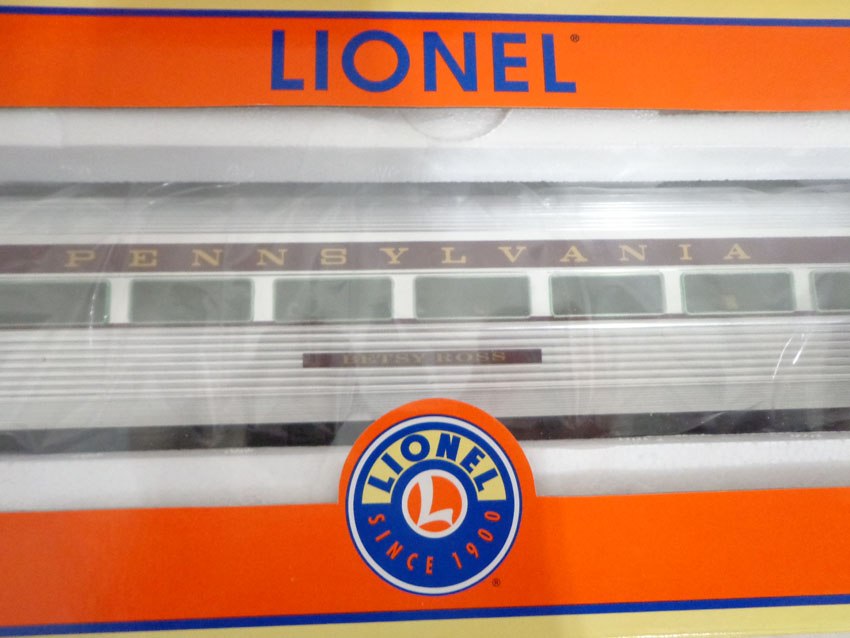 LIONEL®
PENNSYLVANIA
BETSY ROSS
LIONEL
L
SINCE 1900
®